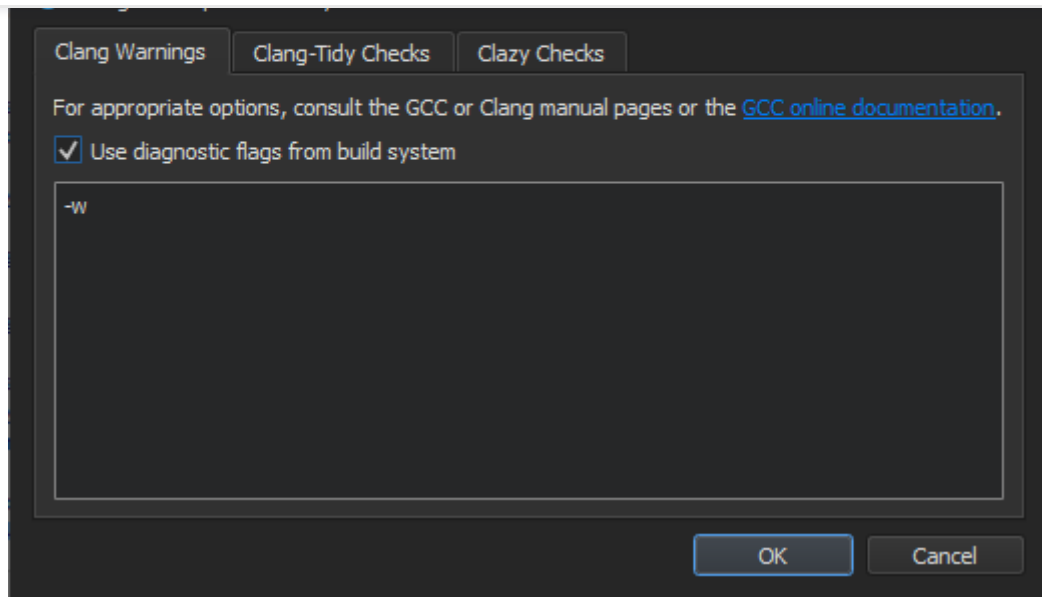 Clang Warnings
Clang-Tidy Checks
Clazy Checks
For appropriate options, consult the GCC or Clang manual pages or the GCC online documentation.
Use diagnostic flags from build system
-w
OK
Cancel